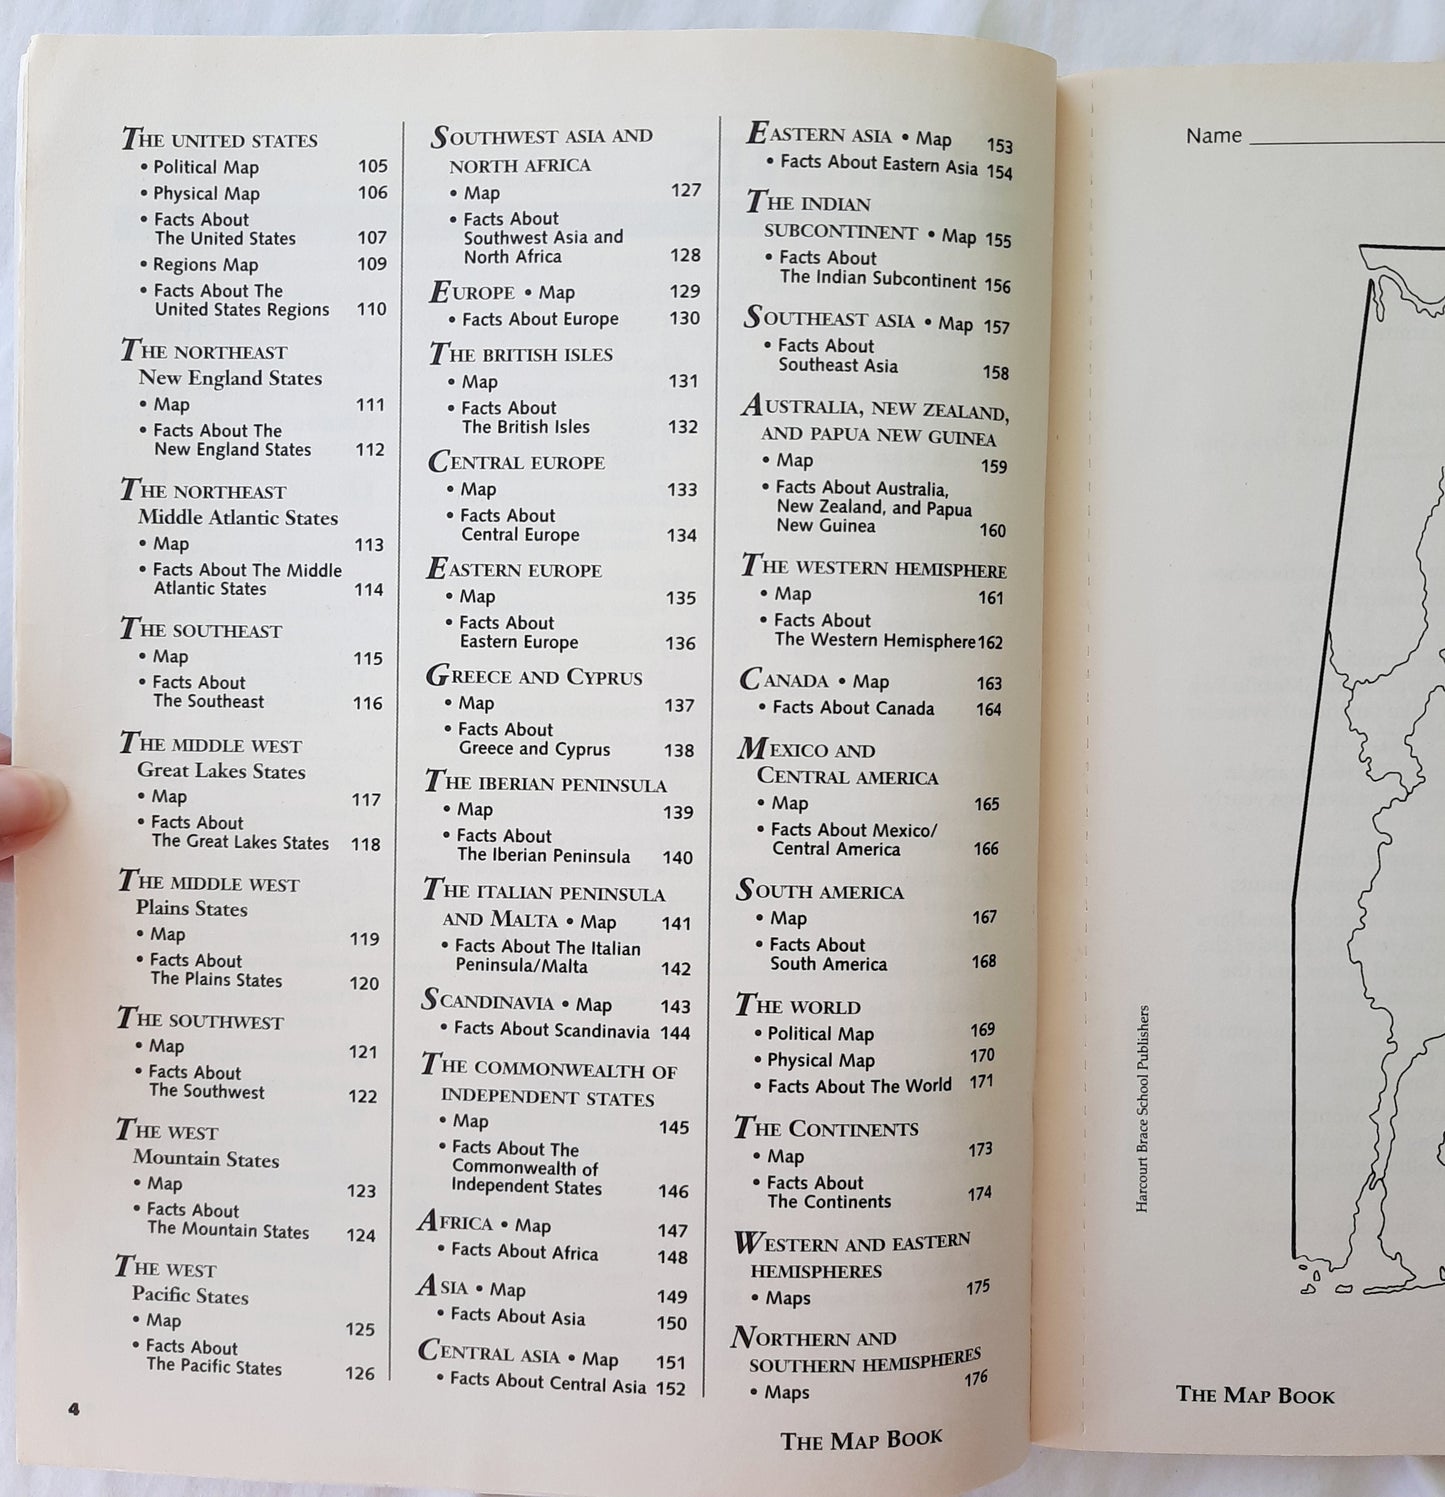 THE UNITED STATES
• Political Map 105
• Physical Map 106
• Facts About
The United States 107
• Regions Map 109
• Facts About The
United States Regions 110
THE NORTHEAST
New England States
• Map 111
• Facts About The
New England States 112
THE NORTHEAST
Middle Atlantic States
• Map 113
• Facts About The Middle
Atlantic States 114
THE SOUTHEAST
• Map 115
• Facts About
The Southeast 116
THE MIDDLE WEST
Great Lakes States
• Map 117
• Facts About
The Great Lakes States 118
THE MIDDLE WEST
Plains States
• Map 119
• Facts About
The Plains States 120
THE SOUTHWEST
• Map 121
• Facts About
The Southwest 122
THE WEST
Mountain States
• Map 123
• Facts About
The Mountain States 124
THE WEST
Pacific States
• Map 125
• Facts About
The Pacific States 126
SOUTHWEST ASIA AND
NORTH AFRICA
• Map 127
• Facts About
Southwest Asia and
North Africa 128
EUROPE • Map 129
• Facts About Europe 130
THE BRITISH ISLES
• Map 131
• Facts About
The British Isles 132
CENTRAL EUROPE
• Map 133
• Facts About
Central Europe 134
EASTERN EUROPE
• Map 135
• Facts About
Eastern Europe 136
GREECE AND CYPRUS
• Map 137
• Facts About
Greece and Cyprus 138
THE IBERIAN PENINSULA
• Map 139
• Facts About
The Iberian Peninsula 140
THE ITALIAN PENINSULA
AND MALTA • Map 141
• Facts About The Italian
Peninsula/Malta 142
SCANDINAVIA • Map 143
• Facts About Scandinavia 144
THE COMMONWEALTH OF
INDEPENDENT STATES
• Map 145
• Facts About The
Commonwealth of
Independent States 146
AFRICA • Map 147
• Facts About Africa 148
ASIA • Map 149
• Facts About Asia 150
CENTRAL ASIA • Map 151
• Facts About Central Asia 152
EASTERN ASIA • Map 153
• Facts About Eastern Asia 154
THE INDIAN
SUBCONTINENT • Map 155
• Facts About
The Indian Subcontinent 156
SOUTHEAST ASIA • Map 157
• Facts About
Southeast Asia 158
AUSTRALIA, NEW ZEALAND,
AND PAPUA NEW GUINEA
• Map 159
• Facts About Australia,
New Zealand, and Papua
New Guinea 160
THE WESTERN HEMISPHERE
• Map 161
• Facts About
The Western Hemisphere 162
CANADA • Map 163
• Facts About Canada 164
MEXICO AND
CENTRAL AMERICA
• Map 165
• Facts About Mexico/
Central America 166
SOUTH AMERICA
• Map 167
• Facts About
South America 168
THE WORLD
• Political Map 169
• Physical Map 170
• Facts About The World 171
THE CONTINENTS
• Map 173
• Facts About
The Continents 174
WESTERN AND EASTERN
HEMISPHERES
• Maps 175
NORTHERN AND
SOUTHERN HEMISPHERES
• Maps 176
4
THE MAP BOOK
Name
Harcourt Brace School Publishers
THE MAP BOOK